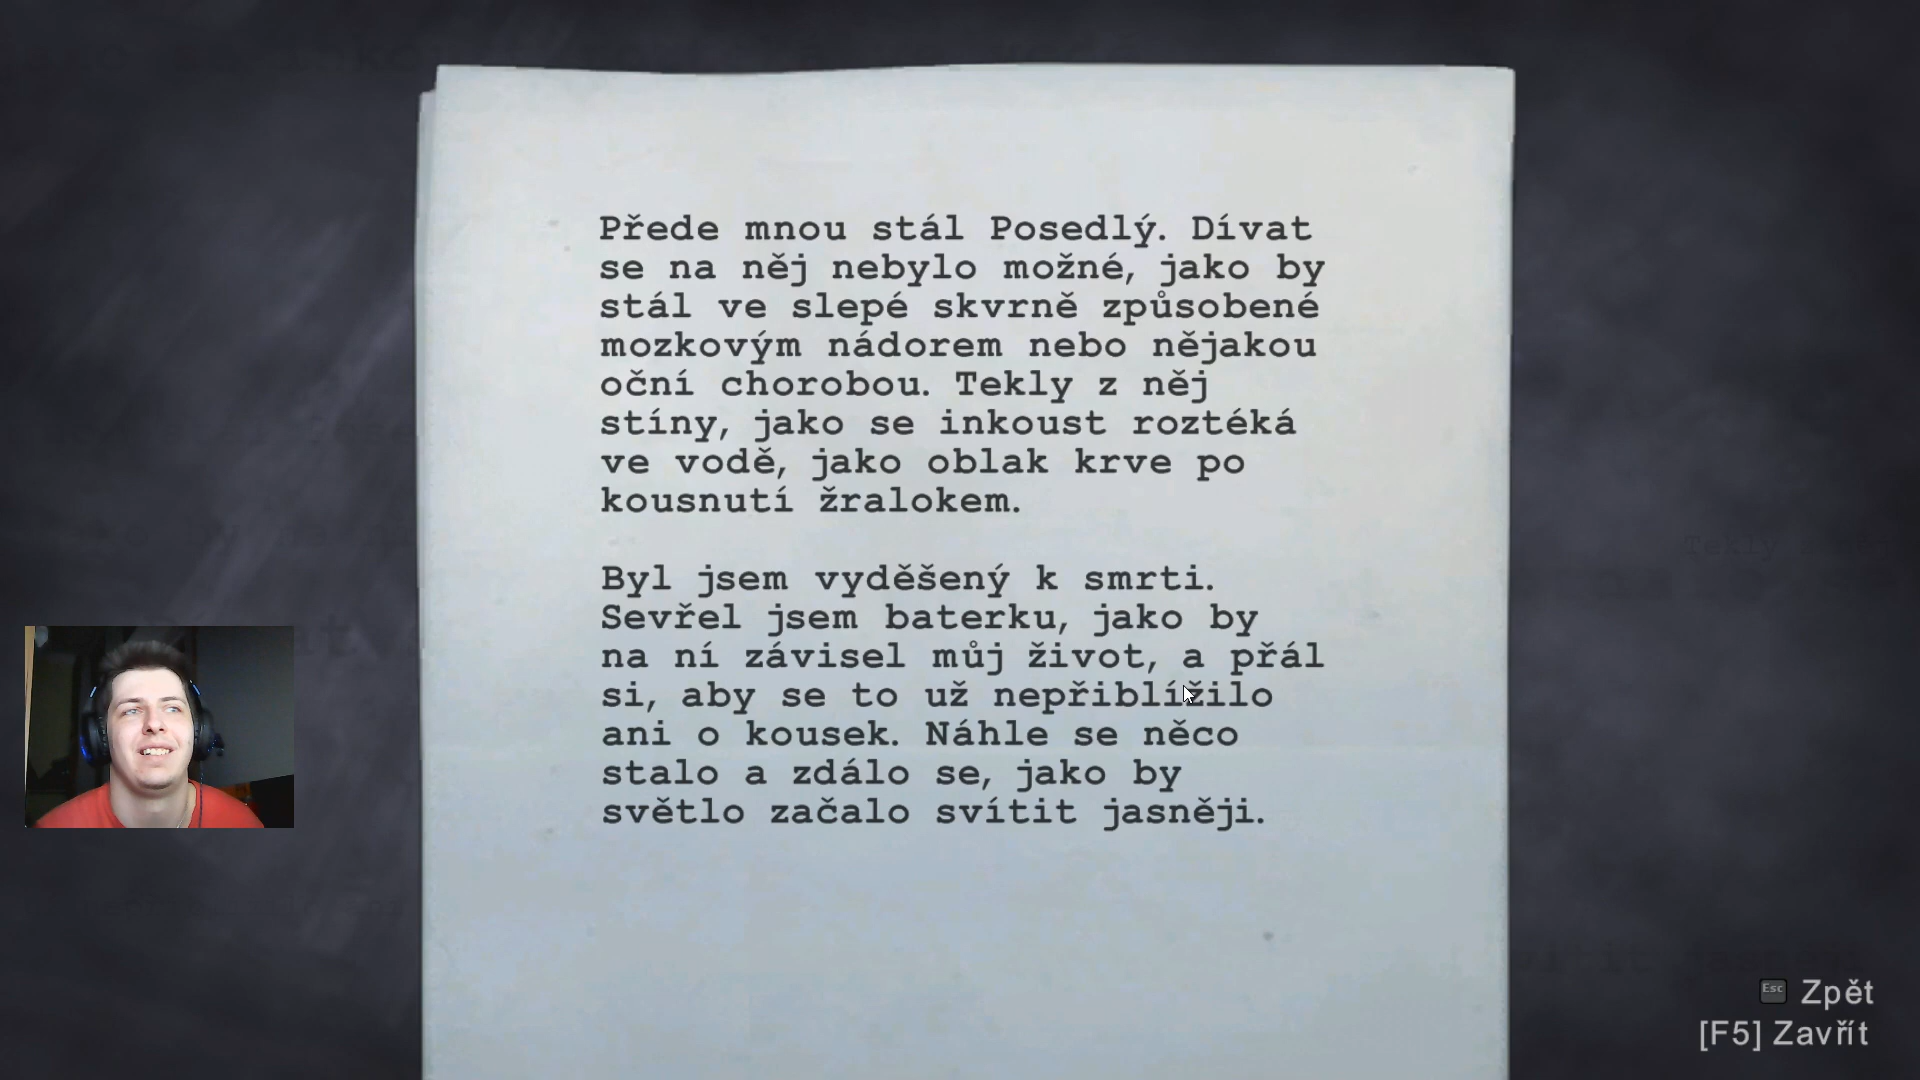 Přede mnou stál Posedlý. Dívat
se na něj nebylo možné, jako by
stál ve slepé skvrně způsobené
mozkovým nádorem nebo nějakou
oční chorobou. Tekly z něj
stíny, jako se inkoust roztéká
ve vodě, jako oblak krve po
kousnutí žralokem.
Byl jsem vyděšený k smrti.
Sevřel jsem baterku, jako by
na ní závisel můj život, a přál
si, aby se to už nepřiblížilo
ani o kousek. Náhle se něco
stalo a zdálo se, jako by
světlo začalo svítit jasněji.
Esc Zpět
[F5] Zavřít